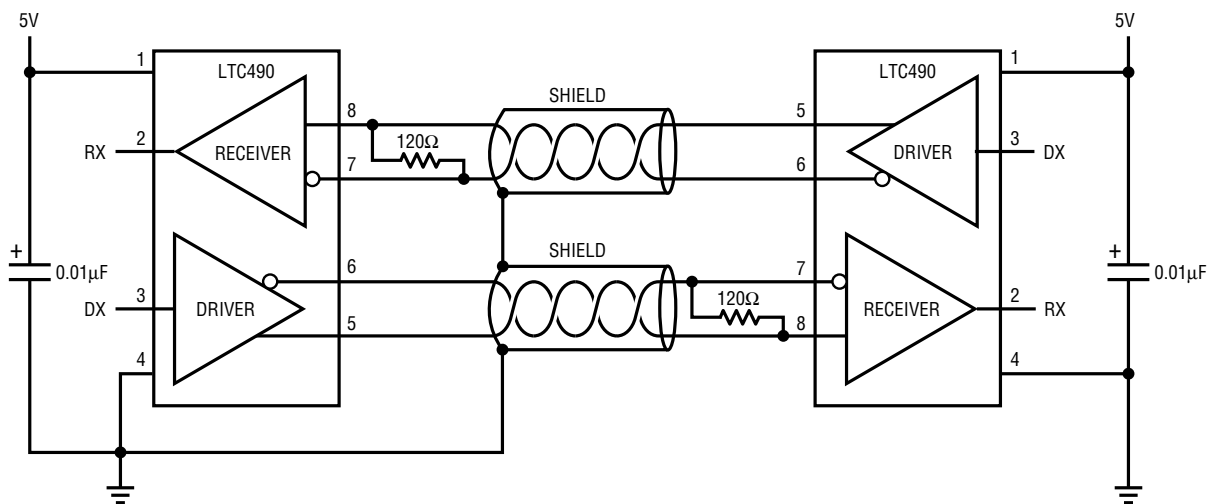 5V
5V
1
LTC490
SHIELD
LTC490
1
8
5
RX
2
RECEIVER
120Ω
DRIVER
3
DX
7
6
+
0.01µF
SHIELD
+
0.01µF
6
7
DX
3
DRIVER
120Ω
RECEIVER
2
RX
5
8
4
4